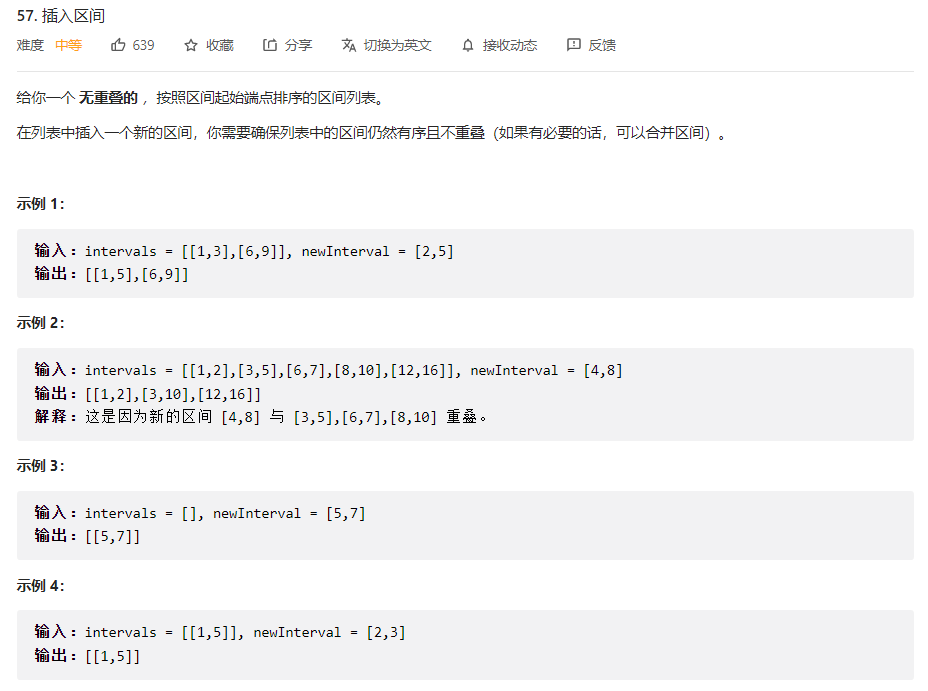 57. 插入区间
难度 中等 639 收藏 分享 切换为英文 接收动态 反馈
给你一个 无重叠的 ，按照区间起始端点排序的区间列表。
在列表中插入一个新的区间，你需要确保列表中的区间仍然有序且不重叠（如果有必要的话，可以合并区间）。
示例 1：
输入：intervals = [[1,3],[6,9]], newInterval = [2,5]
输出：[[1,5],[6,9]]
示例 2：
输入：intervals = [[1,2],[3,5],[6,7],[8,10],[12,16]], newInterval = [4,8]
输出：[[1,2],[3,10],[12,16]]
解释：这是因为新的区间 [4,8] 与 [3,5],[6,7],[8,10] 重叠。
示例 3：
输入：intervals = [], newInterval = [5,7]
输出：[[5,7]]
示例 4：
输入：intervals = [[1,5]], newInterval = [2,3]
输出：[[1,5]]